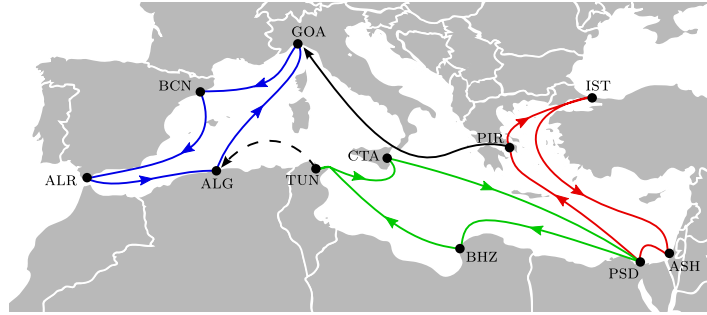 GOA
BCN
IST
PIR
CTA
ALR
ALG
TUN
BHZ
PSD
ASH